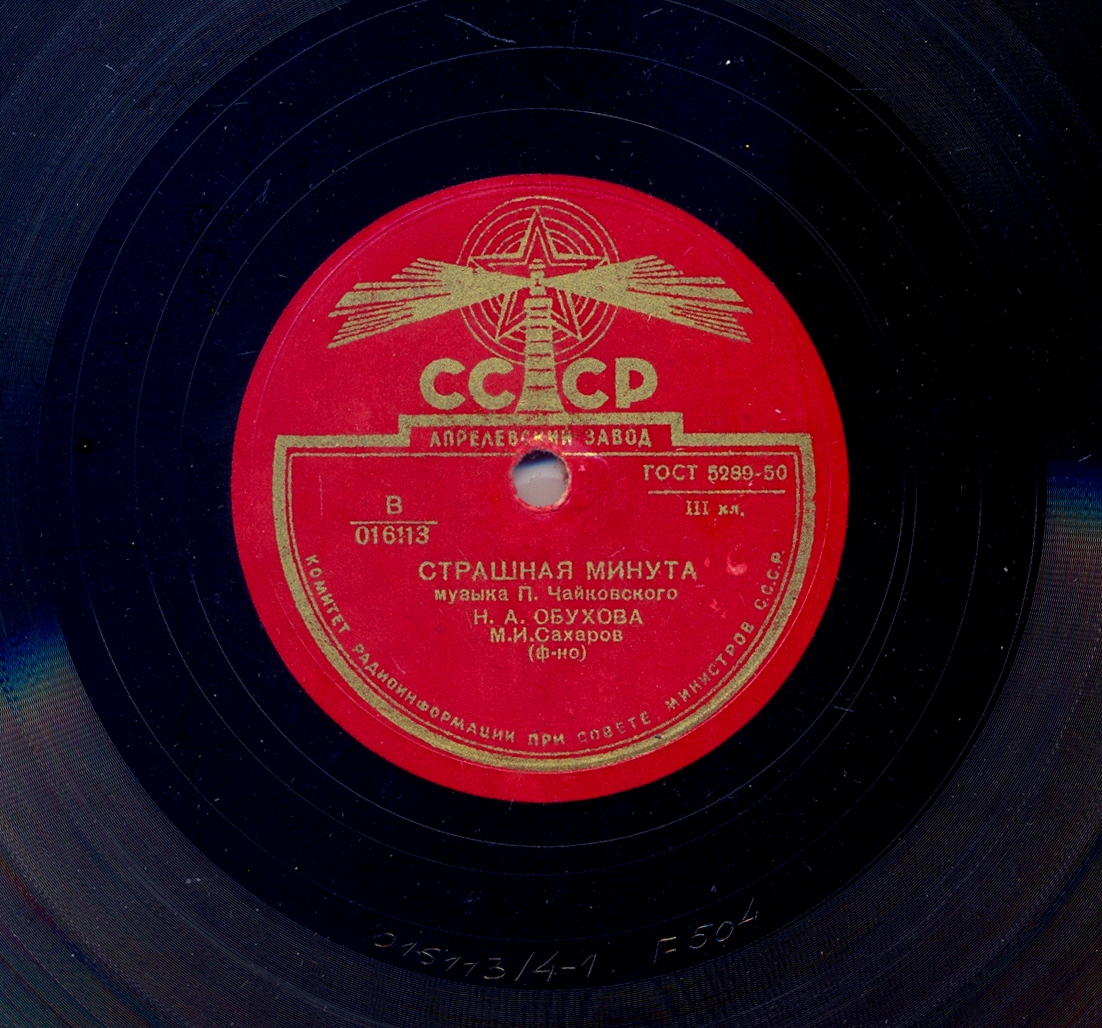 СССР
АПРЕЛЕВСКИЙ ЗАВОД
ГОСТ 5289-50
III кл.
В
016113
СТРАШНАЯ МИНУТА
музыка П. Чайковского
Н. А. ОБУХОВА
М.И.Сахаров
(ф-но)
КОМИТЕТ РАДИОИНФОРМАЦИИ ПРИ СОВЕТЕ МИНИСТРОВ С.С.С.Р.
016113/4-1 F504